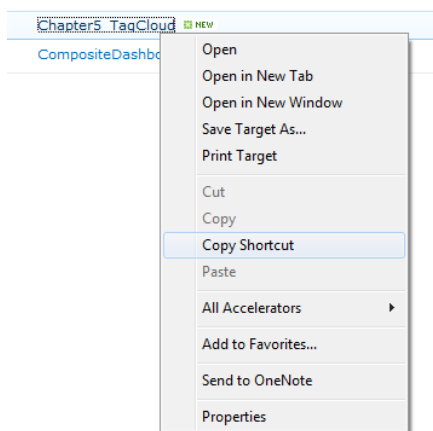 Chapter5_TagCloud NEW
CompositeDashbo
Open
Open in New Tab
Open in New Window
Save Target As...
Print Target
Cut
Copy
Copy Shortcut
Paste
All Accelerators
Add to Favorites...
Send to OneNote
Properties